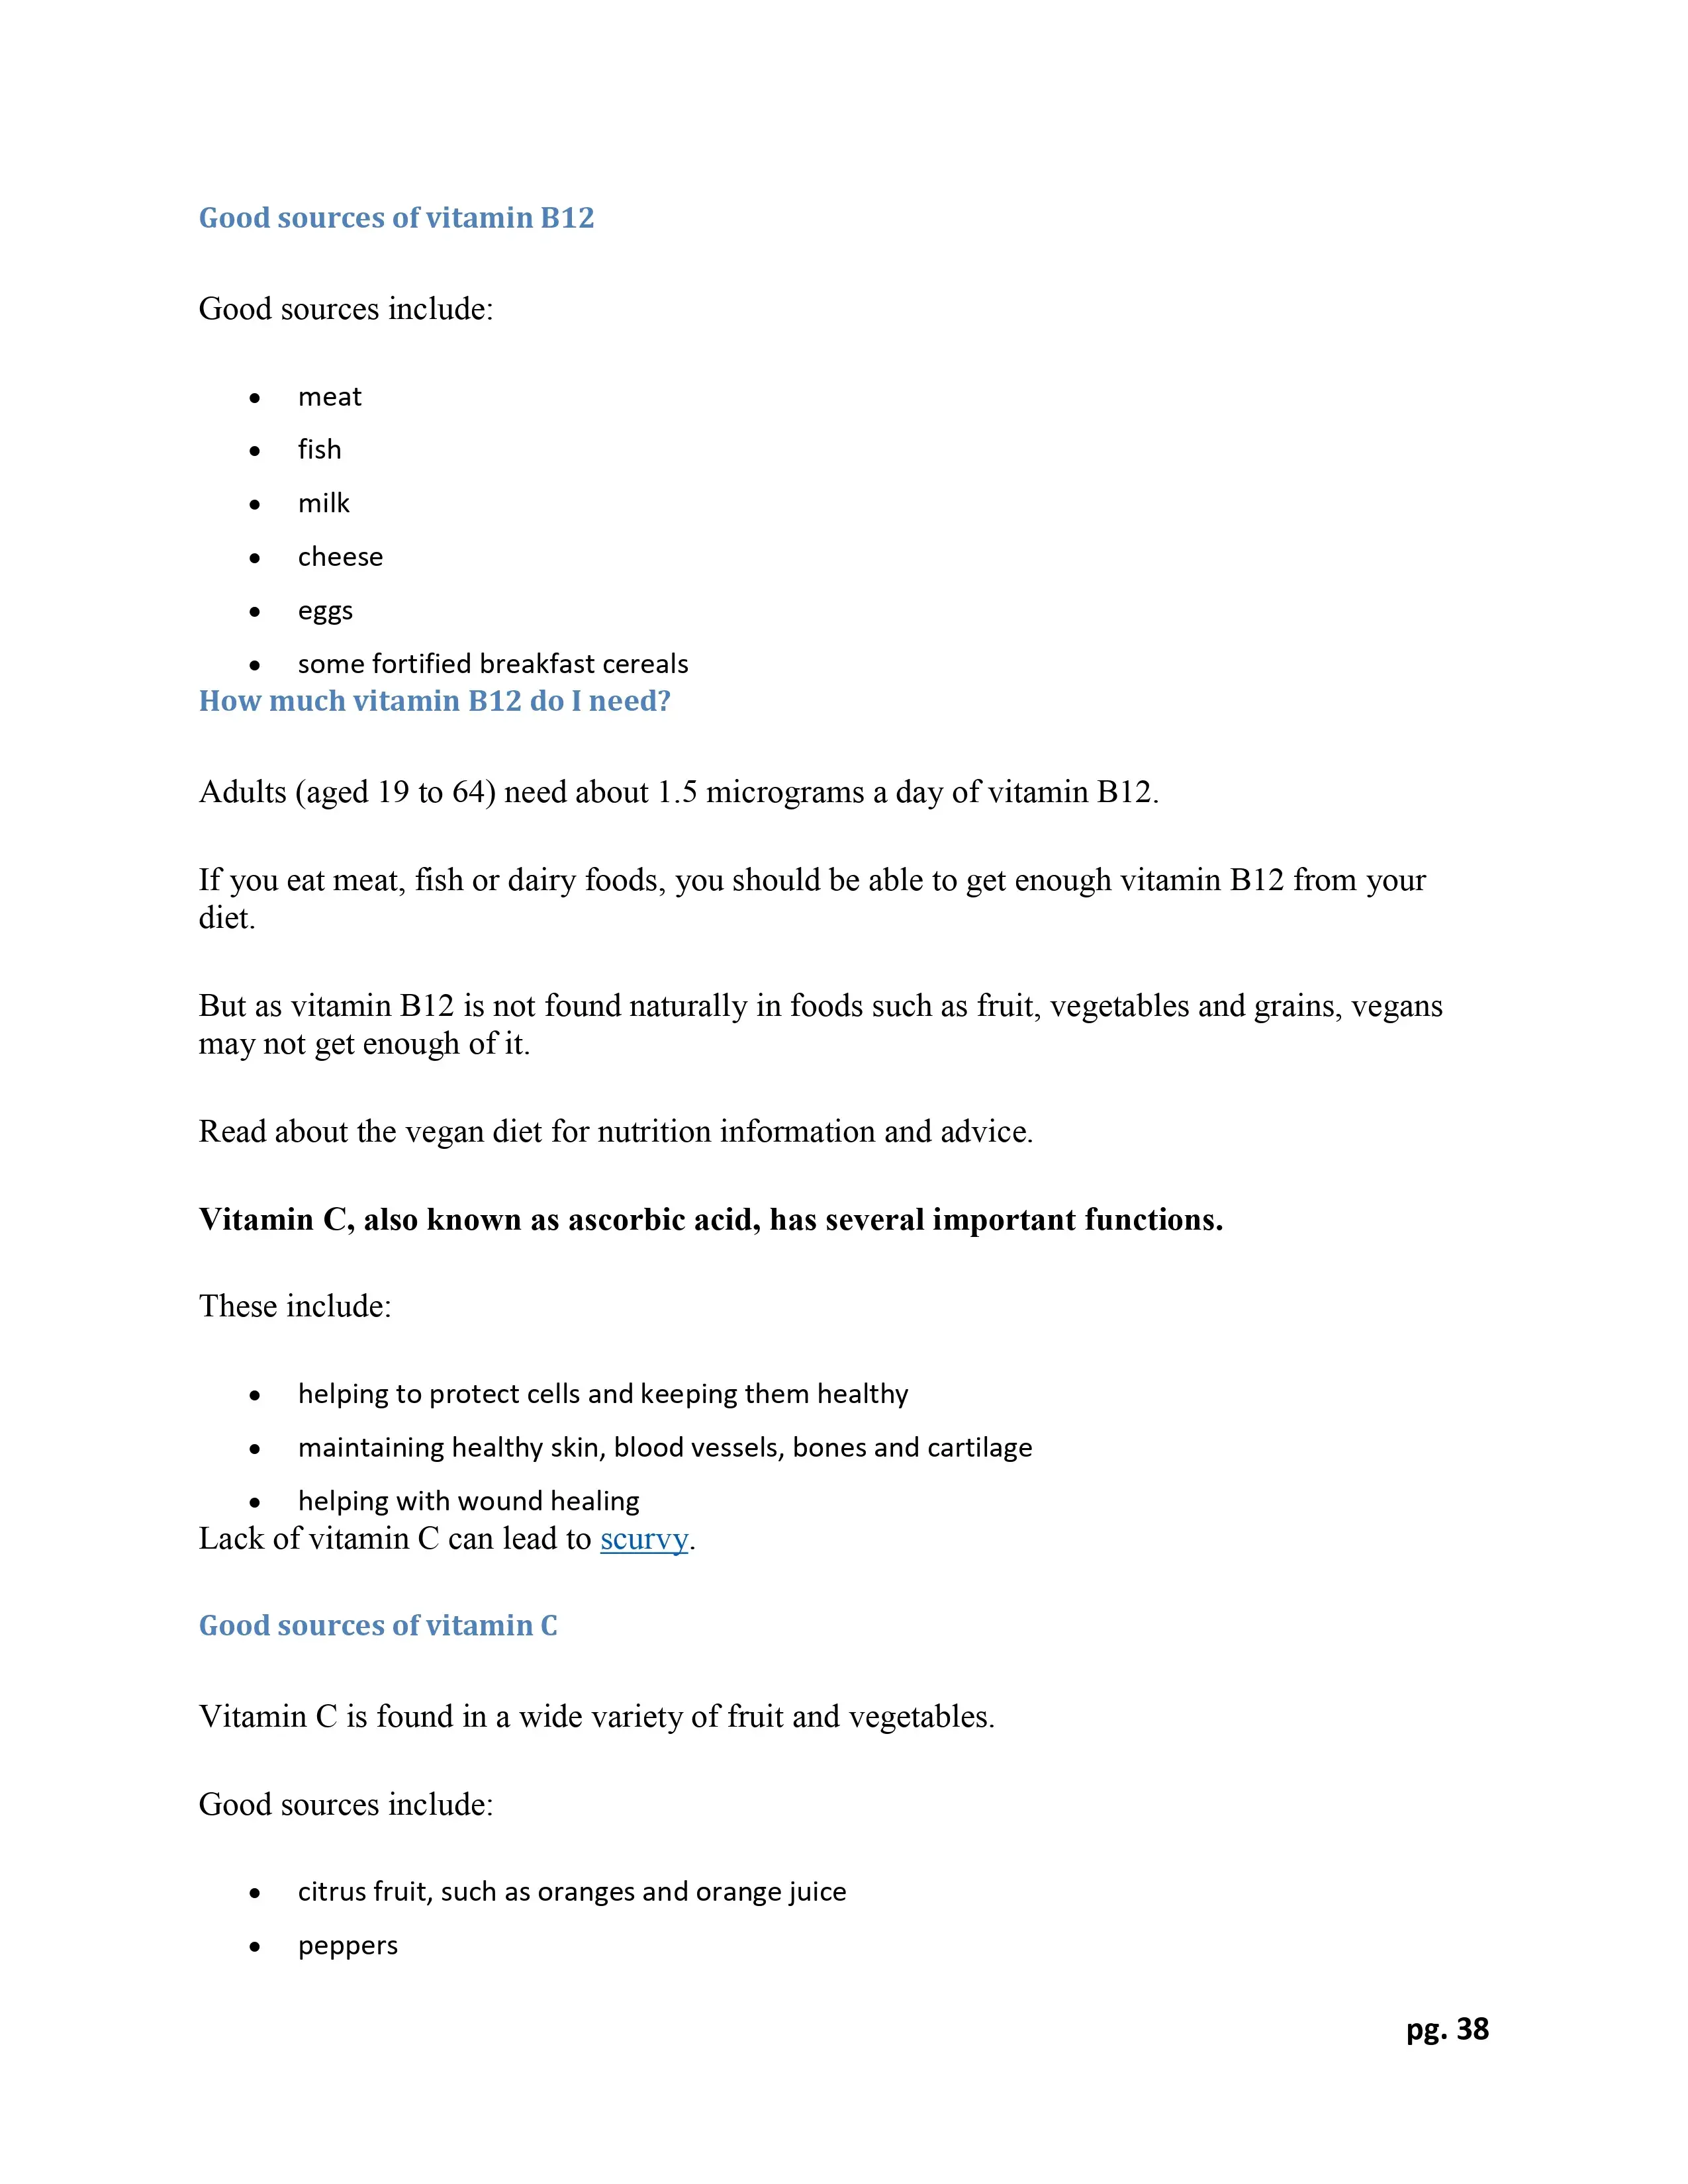 Good sources of vitamin B12
Good sources include:
• meat
• fish
• milk
• cheese
• eggs
• some fortified breakfast cereals
How much vitamin B12 do I need?
Adults (aged 19 to 64) need about 1.5 micrograms a day of vitamin B12.
If you eat meat, fish or dairy foods, you should be able to get enough vitamin B12 from your
diet.
But as vitamin B12 is not found naturally in foods such as fruit, vegetables and grains, vegans
may not get enough of it.
Read about the vegan diet for nutrition information and advice.
Vitamin C, also known as ascorbic acid, has several important functions.
These include:
• helping to protect cells and keeping them healthy
• maintaining healthy skin, blood vessels, bones and cartilage
• helping with wound healing
Lack of vitamin C can lead to scurvy.
Good sources of vitamin C
Vitamin C is found in a wide variety of fruit and vegetables.
Good sources include:
• citrus fruit, such as oranges and orange juice
• peppers
pg. 38